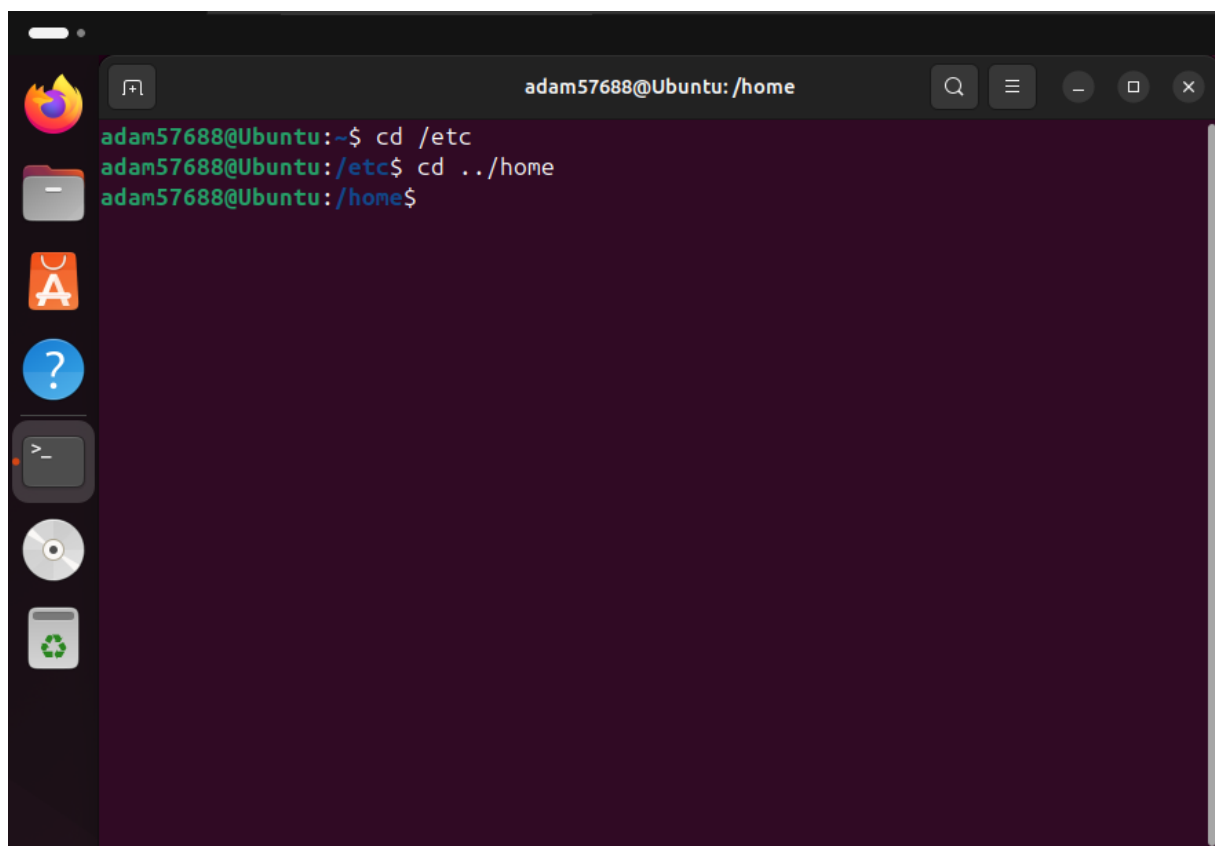 adam57688@Ubuntu: /home
adam57688@Ubuntu:~$ cd /etc
adam57688@Ubuntu:/etc$ cd ../home
adam57688@Ubuntu:/home$